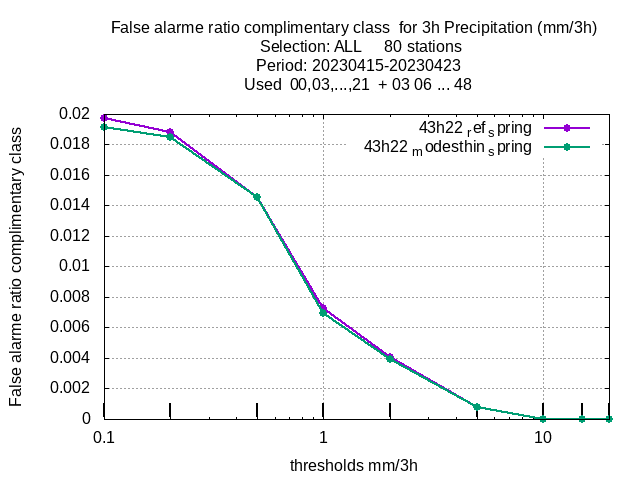 False alarme ratio complimentary class  for 3h Precipitation (mm/3h)
Selection: ALL     80 stations
Period: 20230415-20230423
Used  00,03,...,21  + 03 06 ... 48
False alarme ratio complimentary class
0.02
0.018
0.016
0.014
0.012
0.01
0.008
0.006
0.004
0.002
0
43h22 ref spring
43h22 modesthin spring
0.1 1 10
thresholds mm/3h